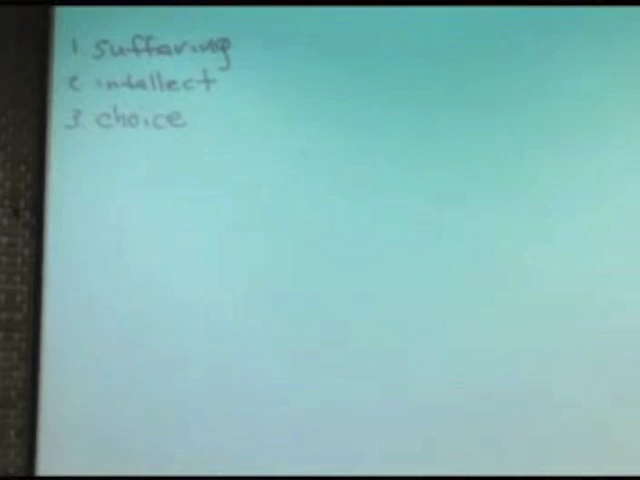 1 suffering
2 intellect
3. choice